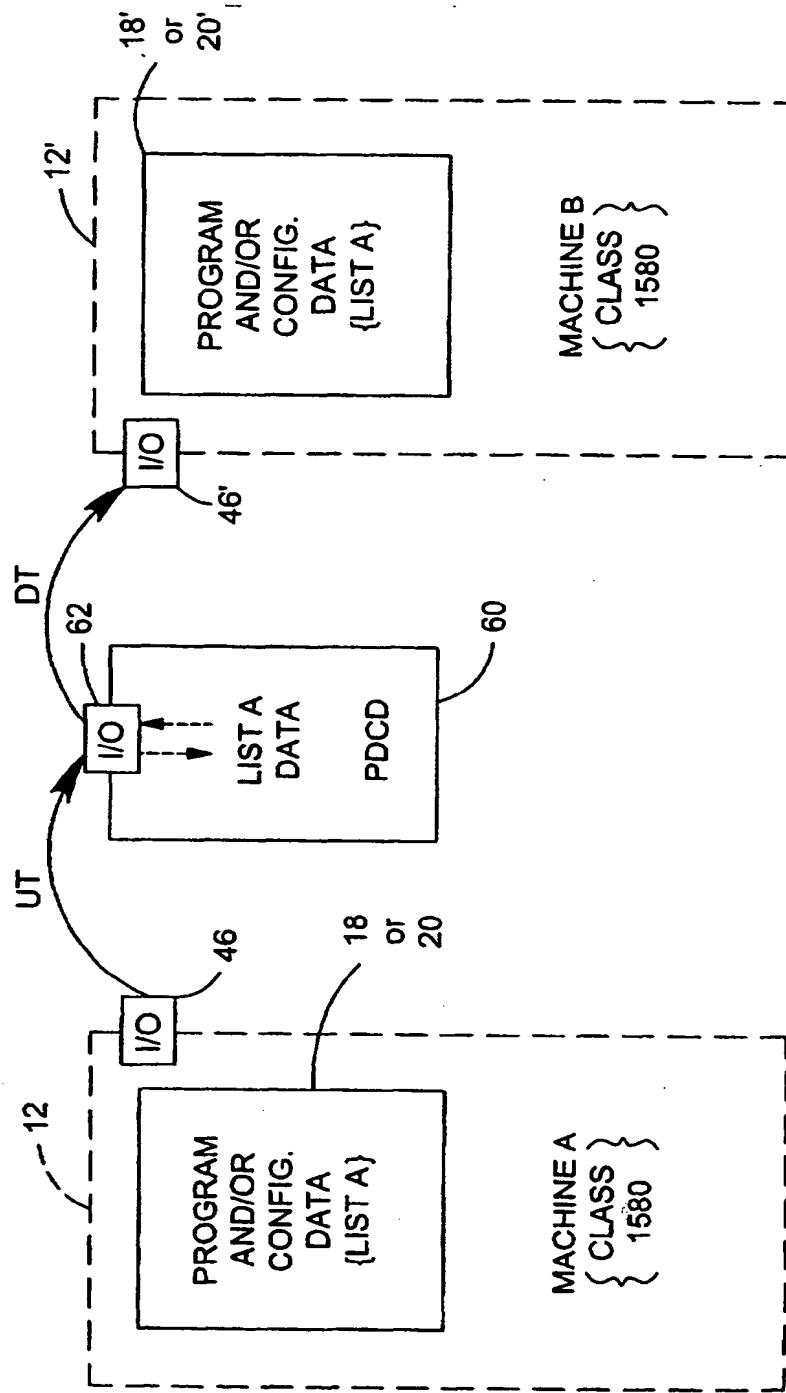 12
PROGRAM
AND/OR
CONFIG.
DATA
{LIST A}
MACHINE A
{ CLASS }
{ 1580 }
I/O
46
18
or
20
UT
DT
62
I/O
LIST A
DATA
PDCD
60
I/O
46'
12'
PROGRAM
AND/OR
CONFIG.
DATA
{LIST A}
MACHINE B
{ CLASS }
{ 1580 }
18'
or
20'